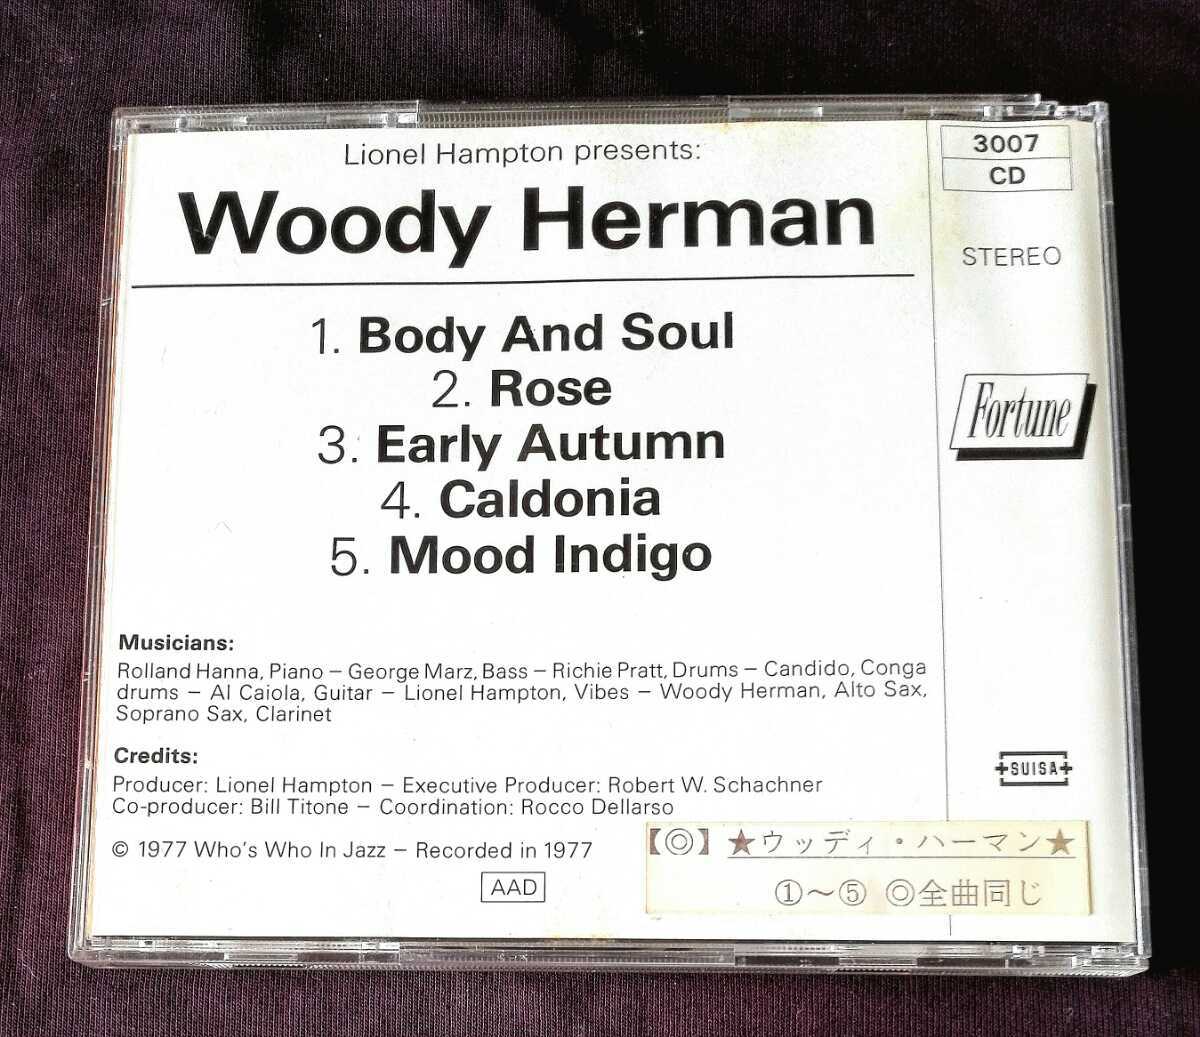 Lionel Hampton presents:
Woody Herman
1. Body And Soul
2. Rose
3. Early Autumn
4. Caldonia
5. Mood Indigo
Musicians:
Rolland Hanna, Piano – George Marz, Bass – Richie Pratt, Drums – Candido, Conga
drums – Al Caiola, Guitar – Lionel Hampton, Vibes – Woody Herman, Alto Sax,
Soprano Sax, Clarinet
Credits:
Producer: Lionel Hampton – Executive Producer: Robert W. Schachner
Co-producer: Bill Titone – Coordination: Rocco Dellarso
© 1977 Who's Who In Jazz – Recorded in 1977
AAD
3007
CD
STEREO
Fortune
SUISA
【◎】★ウッディ・ハーマン★
①～⑤ ◎全曲同じ